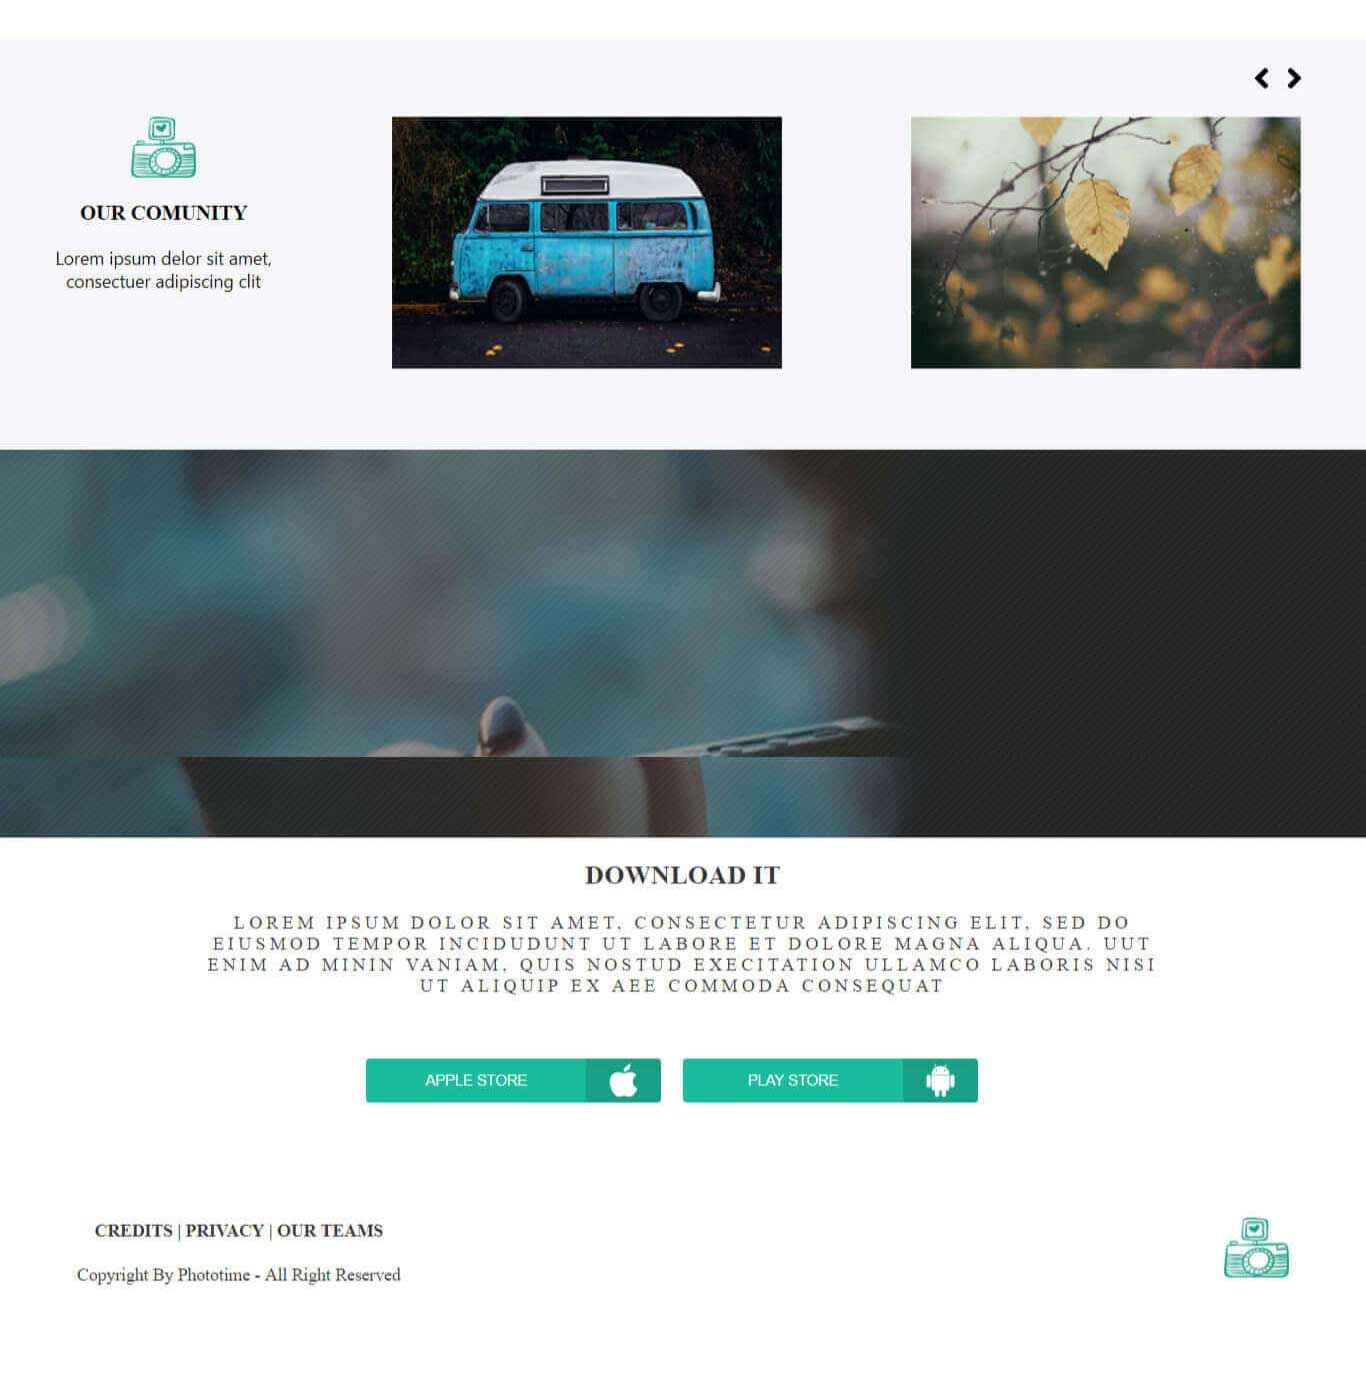 OUR COMUNITY
Lorem ipsum delor sit amet,
consectuer adipiscing clit
DOWNLOAD IT
LOREM IPSUM DOLOR SIT AMET, CONSECTETUR ADIPISCING ELIT, SED DO
EIUSMOD TEMPOR INCIDUDUNT UT LABORE ET DOLORE MAGNA ALIQUA. UUT
ENIM AD MININ VANIAM, QUIS NOSTUD EXECITATION ULLAMCO LABORIS NISI
UT ALIQUIP EX AEE COMMODA CONSEQUAT
APPLE STORE
PLAY STORE
CREDITS | PRIVACY | OUR TEAMS
Copyright By Phototime - All Right Reserved